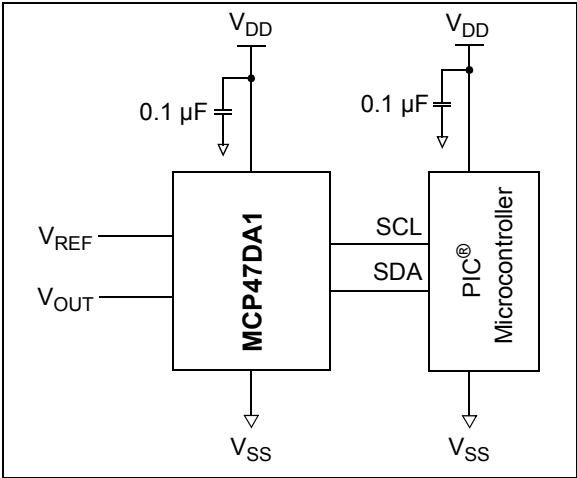 VDD
VDD
0.1 µF
0.1 µF
VREF
VOUT
MCP47DA1
SCL
SDA
PIC®
Microcontroller
VSS
VSS